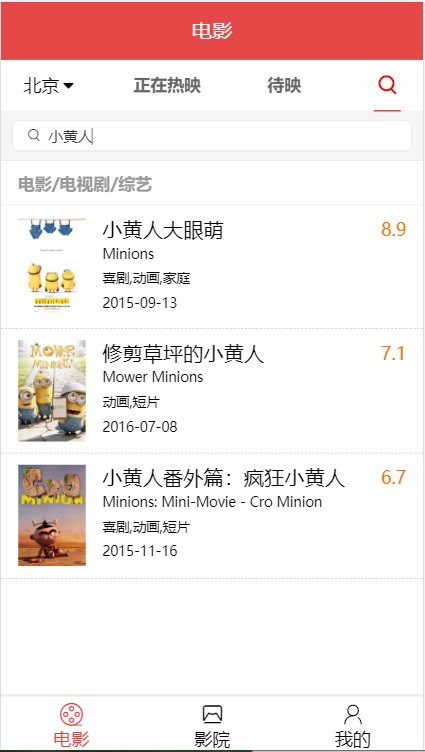 电影
北京 正在热映 待映
小黄人
电影/电视剧/综艺
小黄人大眼萌 8.9
Minions
喜剧,动画,家庭
2015-09-13
MOWER
MINIONS
修剪草坪的小黄人 7.1
Mower Minions
动画,短片
2016-07-08
CRO
MINION
小黄人番外篇：疯狂小黄人 6.7
Minions: Mini-Movie - Cro Minion
喜剧,动画,短片
2015-11-16
电影 影院 我的